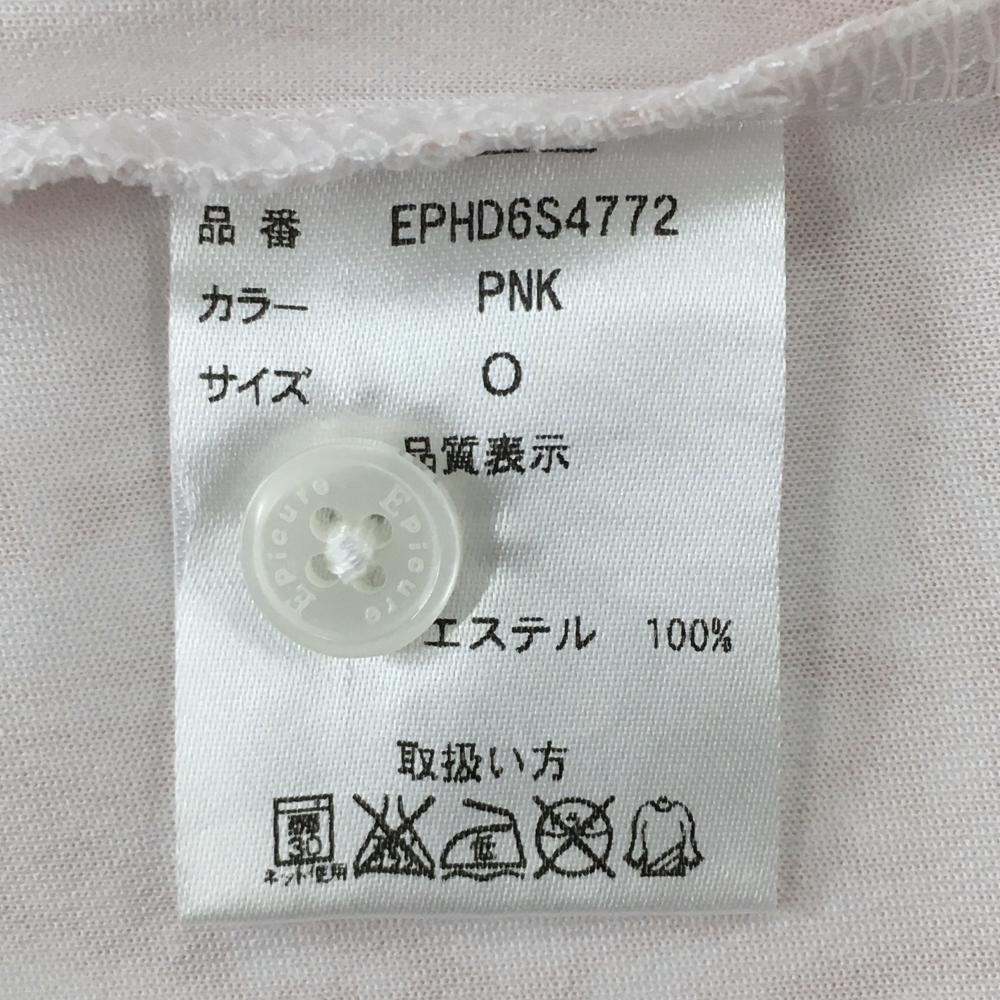 品番 EPHD6S4772
カラー PNK
サイズ O
品質表示
Epicure Epicure
エステル 100%
取扱い方
30 低
ネット使用